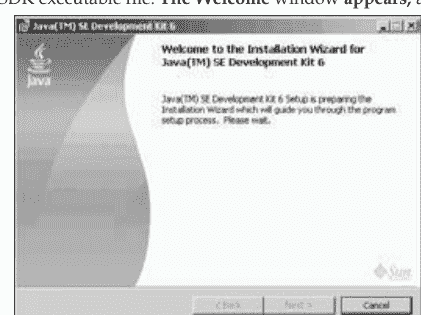 SDK executable file. The Welcome window appears, a
Java(TM) SE Development Kit 6
Java
Welcome to the Installation Wizard for
Java(TM) SE Development Kit 6
Java(TM) SE Development Kit 6 Setup is preparing the
Installation Wizard which will guide you through the program
setup process. Please wait.
Sun
< Back
Next >
Cancel